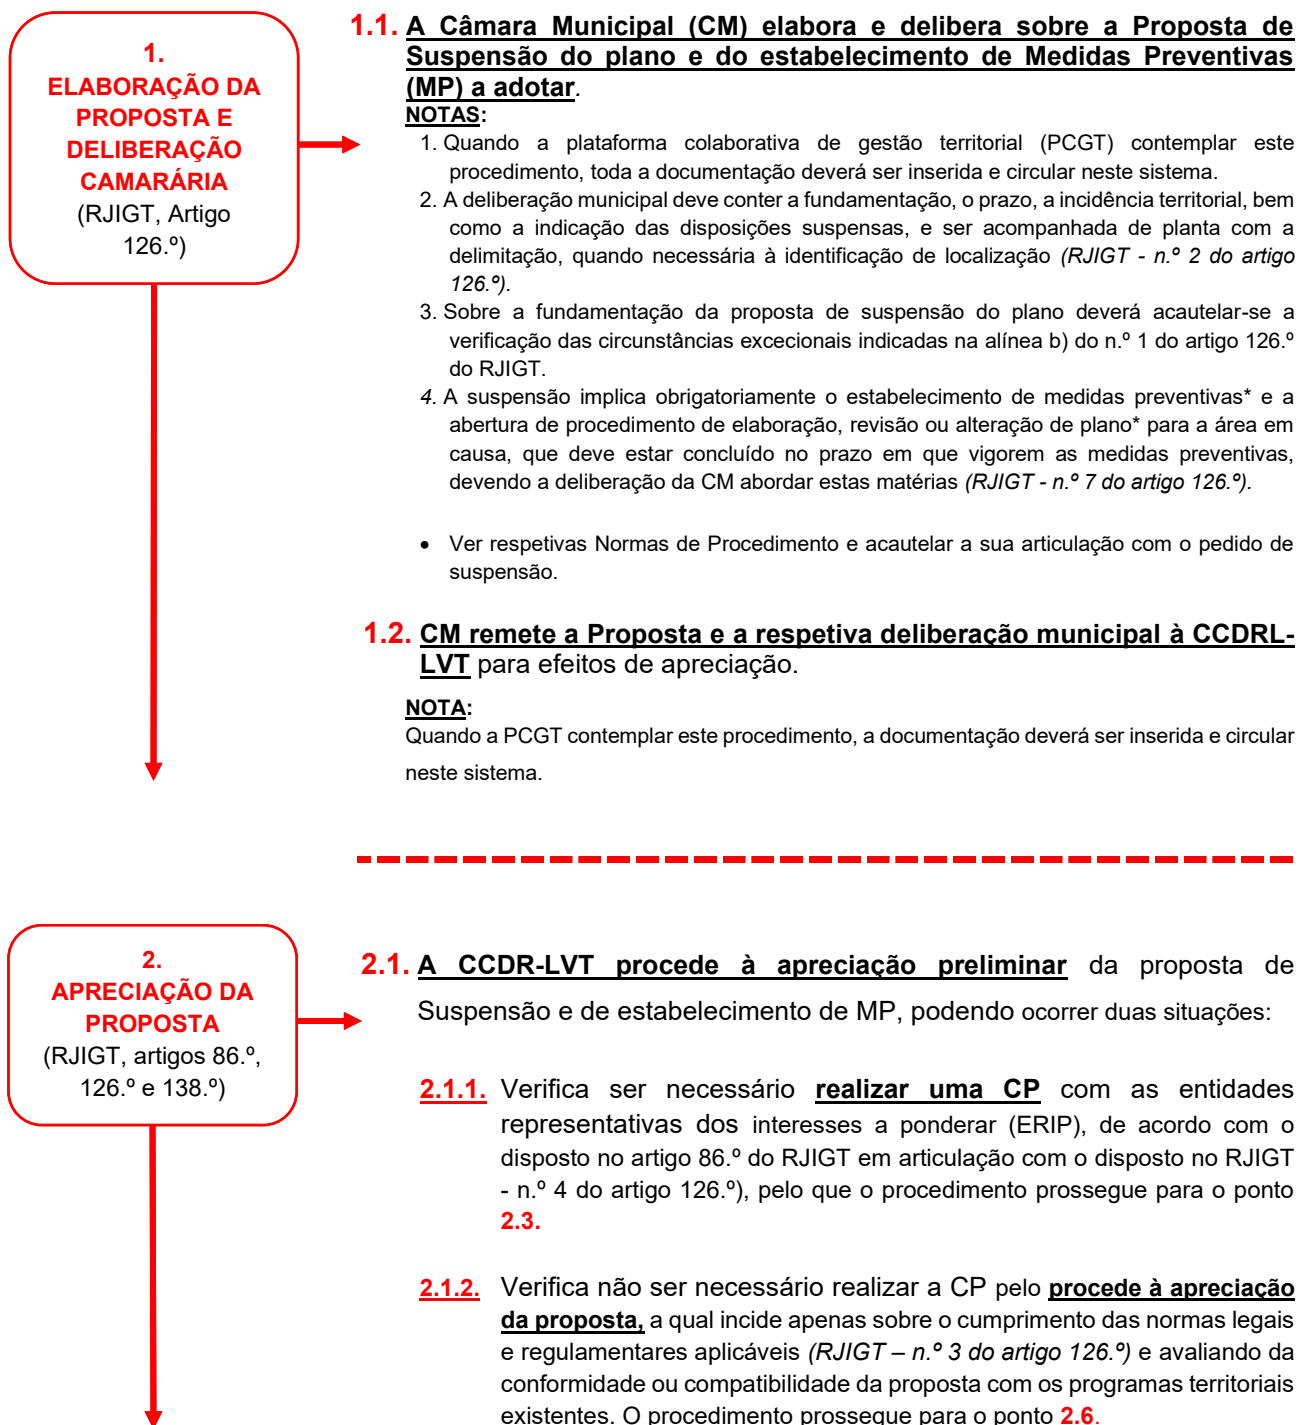 1.
ELABORAÇÃO DA
PROPOSTA E
DELIBERAÇÃO
CAMARÁRIA
(RJIGT, Artigo
126.º)
1.1. A Câmara Municipal (CM) elabora e delibera sobre a Proposta de
Suspensão do plano e do estabelecimento de Medidas Preventivas
(MP) a adotar.
NOTAS:
1. Quando a plataforma colaborativa de gestão territorial (PCGT) contemplar este
procedimento, toda a documentação deverá ser inserida e circular neste sistema.
2. A deliberação municipal deve conter a fundamentação, o prazo, a incidência territorial, bem
como a indicação das disposições suspensas, e ser acompanhada de planta com a
delimitação, quando necessária à identificação de localização (RJIGT - n.º 2 do artigo
126.º).
3. Sobre a fundamentação da proposta de suspensão do plano deverá acautelar-se a
verificação das circunstâncias excecionais indicadas na alínea b) do n.º 1 do artigo 126.º
do RJIGT.
4. A suspensão implica obrigatoriamente o estabelecimento de medidas preventivas* e a
abertura de procedimento de elaboração, revisão ou alteração de plano* para a área em
causa, que deve estar concluído no prazo em que vigorem as medidas preventivas,
devendo a deliberação da CM abordar estas matérias (RJIGT - n.º 7 do artigo 126.º).
• Ver respetivas Normas de Procedimento e acautelar a sua articulação com o pedido de
suspensão.
1.2. CM remete a Proposta e a respetiva deliberação municipal à CCDRL-
LVT para efeitos de apreciação.
NOTA:
Quando a PCGT contemplar este procedimento, a documentação deverá ser inserida e circular
neste sistema.
2.
APRECIAÇÃO DA
PROPOSTA
(RJIGT, artigos 86.º,
126.º e 138.º)
2.1. A CCDR-LVT procede à apreciação preliminar da proposta de
Suspensão e de estabelecimento de MP, podendo ocorrer duas situações:
2.1.1. Verifica ser necessário realizar uma CP com as entidades
representativas dos interesses a ponderar (ERIP), de acordo com o
disposto no artigo 86.º do RJIGT em articulação com o disposto no RJIGT
- n.º 4 do artigo 126.º), pelo que o procedimento prossegue para o ponto
2.3.
2.1.2. Verifica não ser necessário realizar a CP pelo procede à apreciação
da proposta, a qual incide apenas sobre o cumprimento das normas legais
e regulamentares aplicáveis (RJIGT – n.º 3 do artigo 126.º) e avaliando da
conformidade ou compatibilidade da proposta com os programas territoriais
existentes. O procedimento prossegue para o ponto 2.6.